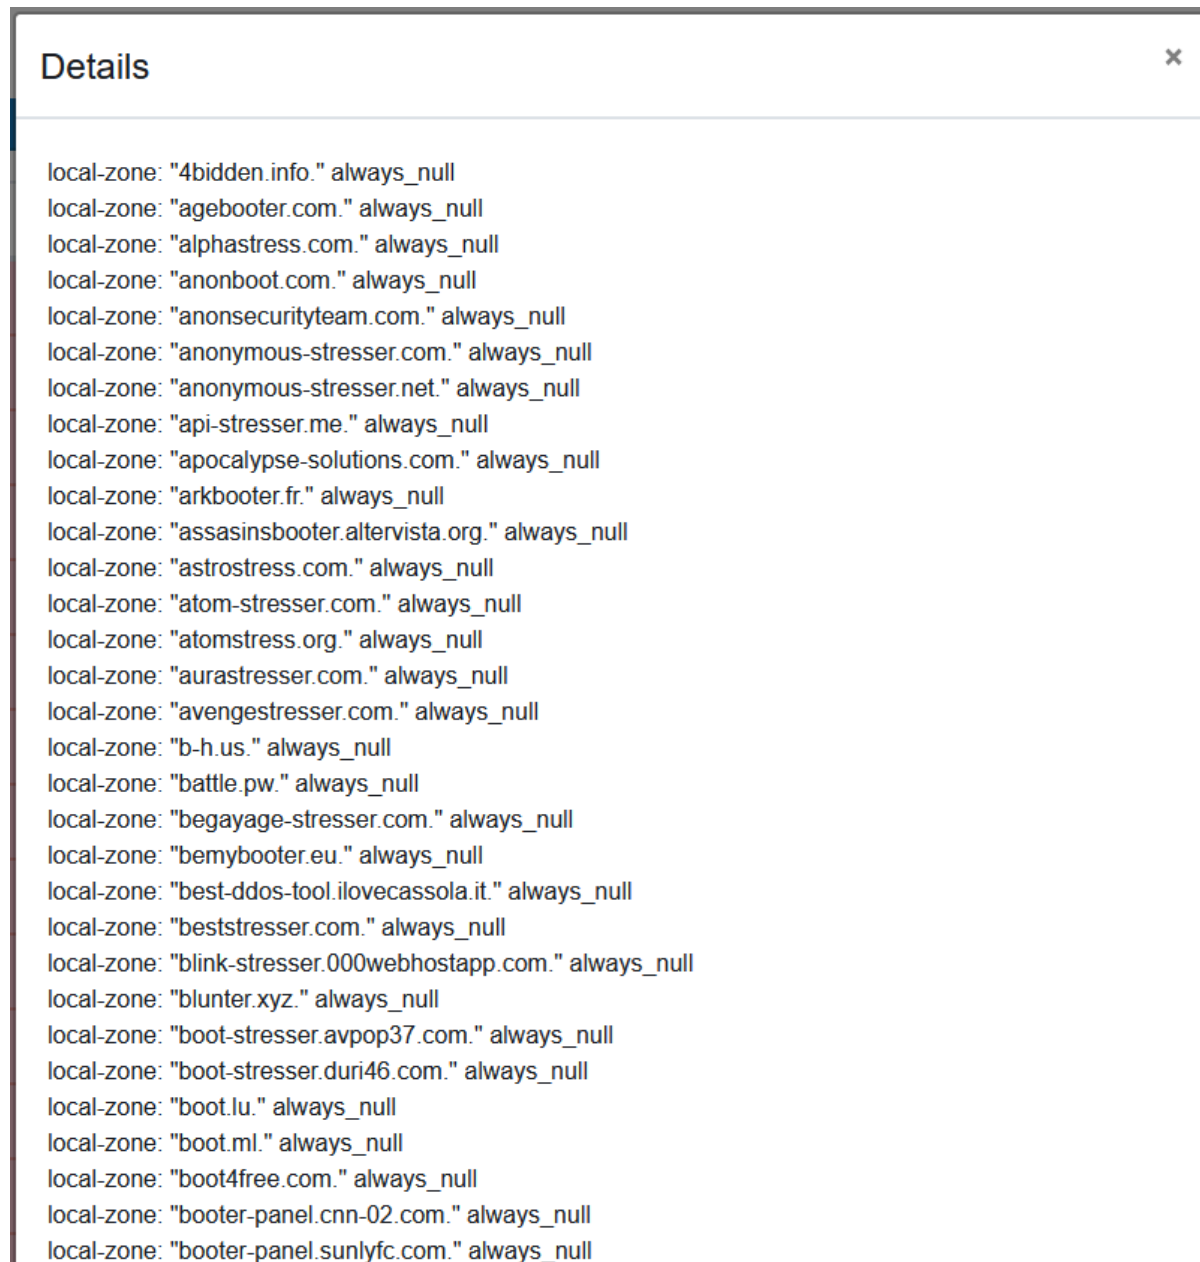 Details
×
local-zone: "4bidden.info." always_null
local-zone: "agebooter.com." always_null
local-zone: "alphastress.com." always_null
local-zone: "anonboot.com." always_null
local-zone: "anonsecurityteam.com." always_null
local-zone: "anonymous-stresser.com." always_null
local-zone: "anonymous-stresser.net." always_null
local-zone: "api-stresser.me." always_null
local-zone: "apocalypse-solutions.com." always_null
local-zone: "arkbooter.fr." always_null
local-zone: "assasinsbooter.altervista.org." always_null
local-zone: "astrostress.com." always_null
local-zone: "atom-stresser.com." always_null
local-zone: "atomstress.org." always_null
local-zone: "aurastresser.com." always_null
local-zone: "avengestresser.com." always_null
local-zone: "b-h.us." always_null
local-zone: "battle.pw." always_null
local-zone: "begayage-stresser.com." always_null
local-zone: "bemybooter.eu." always_null
local-zone: "best-ddos-tool.ilovecassola.it." always_null
local-zone: "beststresser.com." always_null
local-zone: "blink-stresser.000webhostapp.com." always_null
local-zone: "blunter.xyz." always_null
local-zone: "boot-stresser.avpop37.com." always_null
local-zone: "boot-stresser.duri46.com." always_null
local-zone: "boot.lu." always_null
local-zone: "boot.ml." always_null
local-zone: "boot4free.com." always_null
local-zone: "booter-panel.cnn-02.com." always_null
local-zone: "booter-panel.sunlyfc.com." always_null